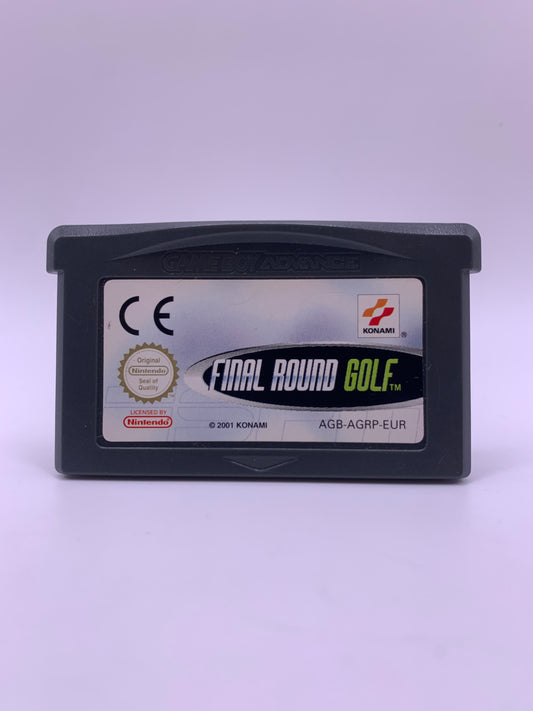 GAME BOY ADVANCE
CE
KONAMI ®
FINAL ROUND GOLF™
Original
Nintendo
Seal of
Quality
LICENSED BY
Nintendo
© 2001 KONAMI
AGB-AGRP-EUR